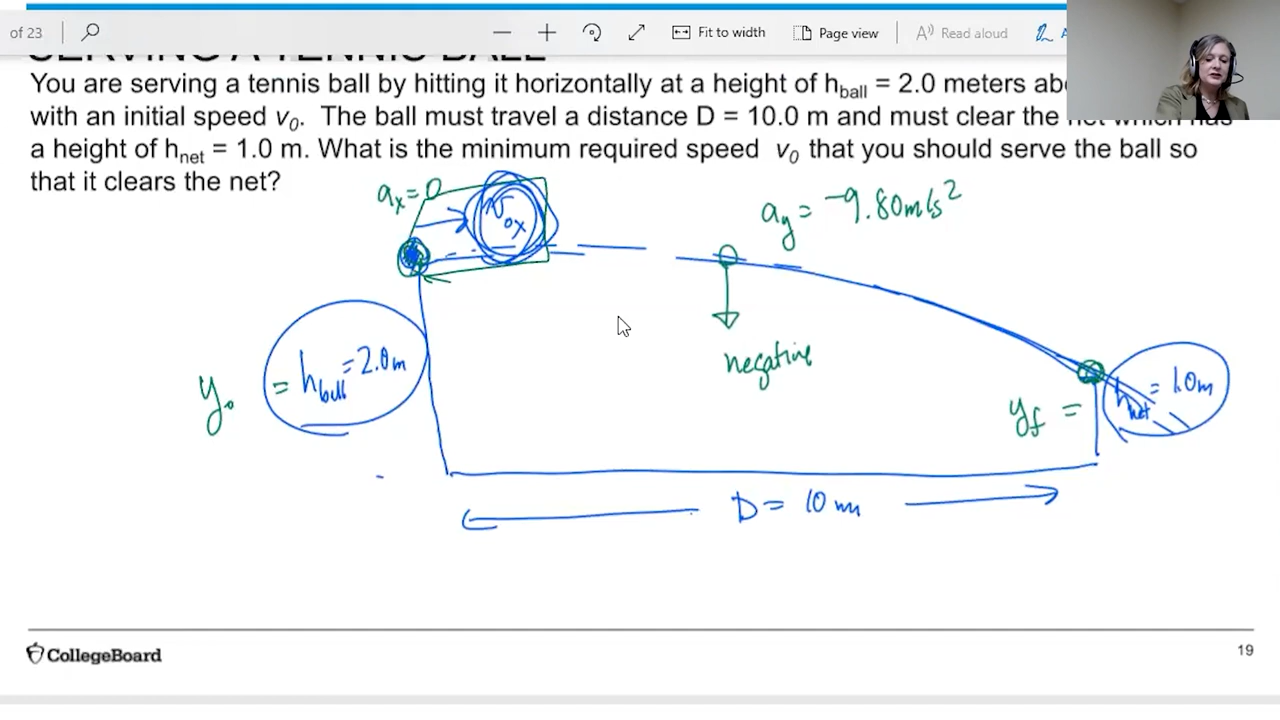 of 23
Fit to width
Page view
Read aloud
SERVING A TENNIS BALL
You are serving a tennis ball by hitting it horizontally at a height of hball = 2.0 meters
with an initial speed v0. The ball must travel a distance D = 10.0 m and must clear the
a height of hnet = 1.0 m. What is the minimum required speed v0 that you should serve the ball so
that it clears the net?
ax = 0
v0x
ay = -9.80m/s2
negative
y0 = hball = 2.0m
yf = hnet = 1.0m
D = 10m
CollegeBoard
19